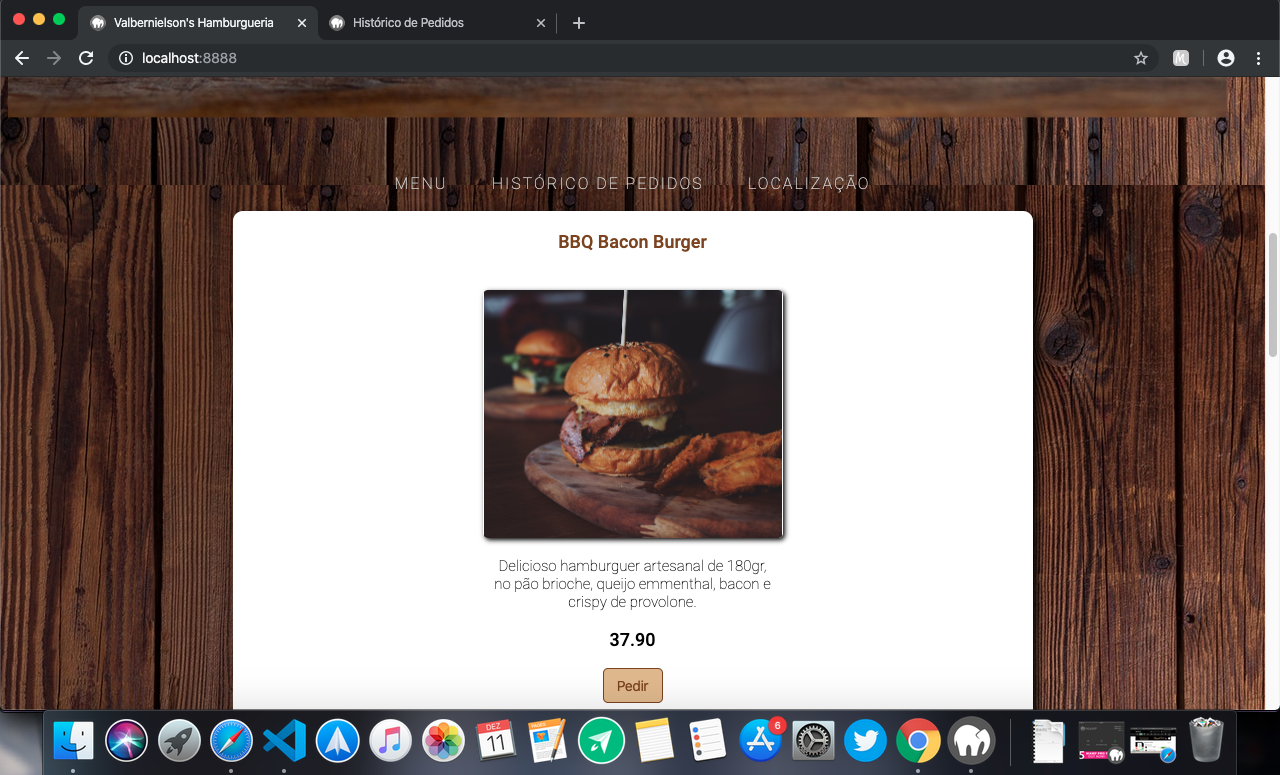 Valbernielson's Hamburgueria
Histórico de Pedidos
localhost:8888
MENU HISTÓRICO DE PEDIDOS LOCALIZAÇÃO
BBQ Bacon Burger
Delicioso hamburguer artesanal de 180gr,
no pão brioche, queijo emmenthal, bacon e
crispy de provolone.
37.90
Pedir
DEZ
11
PAGES
6